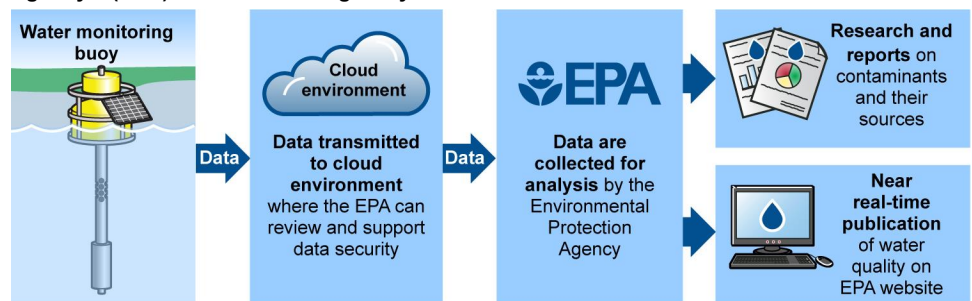 Water monitoring
buoy
Data
Cloud
environment
Data transmitted
to cloud
environment
where the EPA can
review and support
data security
Data
EPA
Data are
collected for
analysis by the
Environmental
Protection
Agency
Research and
reports on
contaminants
and their
sources
Near
real-time
publication
of water
quality on
EPA website